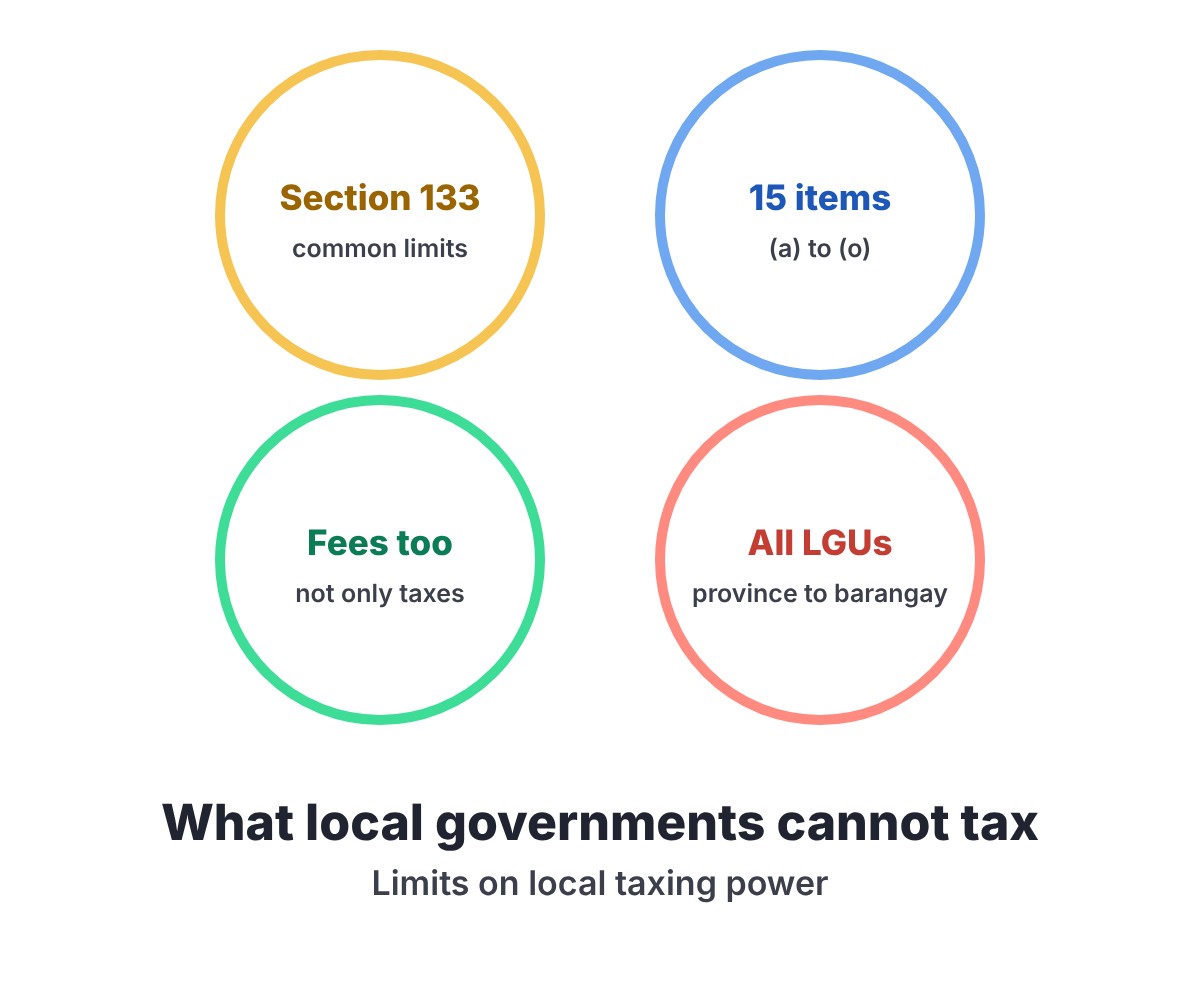 Section 133
common limits
15 items
(a) to (o)
Fees too
not only taxes
All LGUs
province to barangay
What local governments cannot tax
Limits on local taxing power